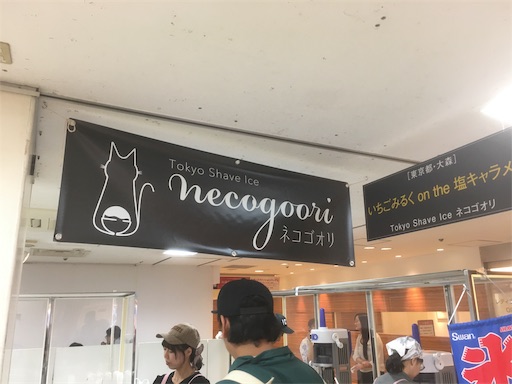 Tokyo Shave Ice
necogoori
ネコゴオリ
[東京都・大森]
いちごみるく on the 塩キャラメ
Tokyo Shave Ice ネコゴオリ
Swan
氷